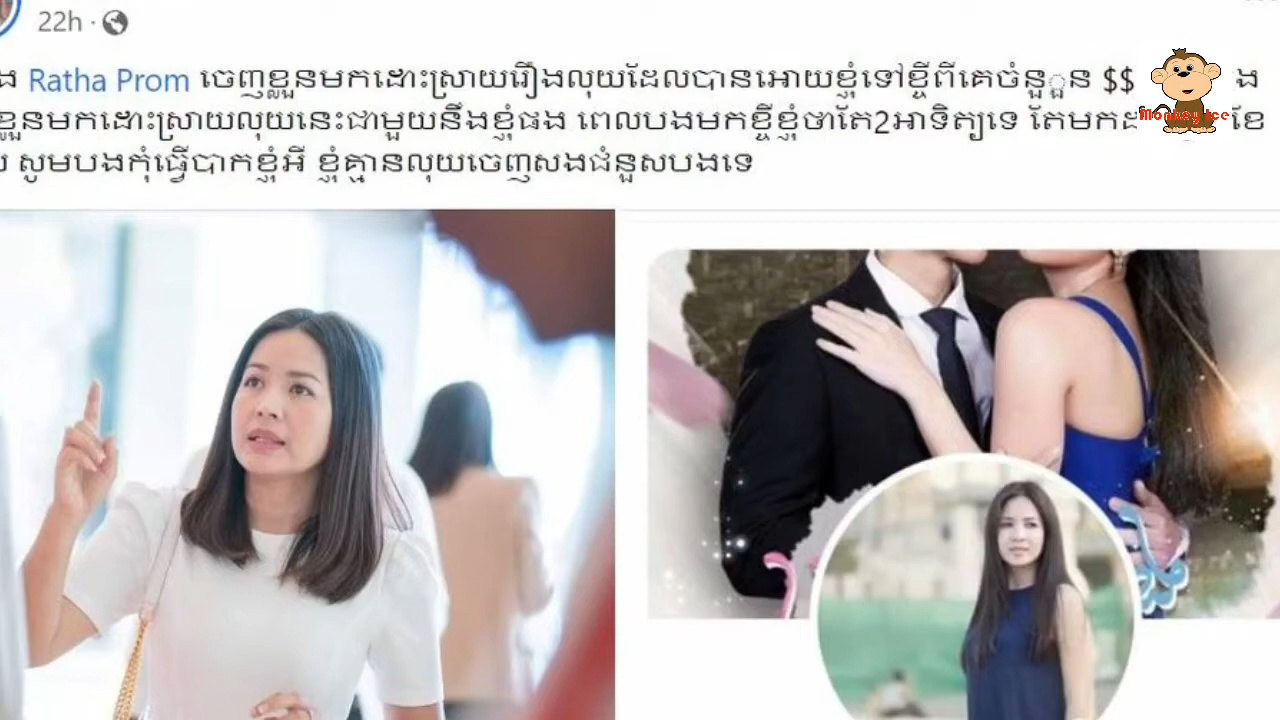 22h ·
ង Ratha Prom ចេញខ្លួនមកដោះស្រាយរឿងលុយដែលបានអោយខ្ញុំទៅខ្ចីពីគេចំនួួន $$ ង
ខ្លួនមកដោះស្រាយលុយនេះជាមួយនឹងខ្ញុំផង ពេលបងមកខ្ចីខ្ញុំថាតែ2អាទិត្យទេ តែមកដ ខែ
សូមបងកុំធ្វើបាកខ្ញុំអី ខ្ញុំគ្មានលុយចេញសងជំនួសបងទេ
Monkey Ice